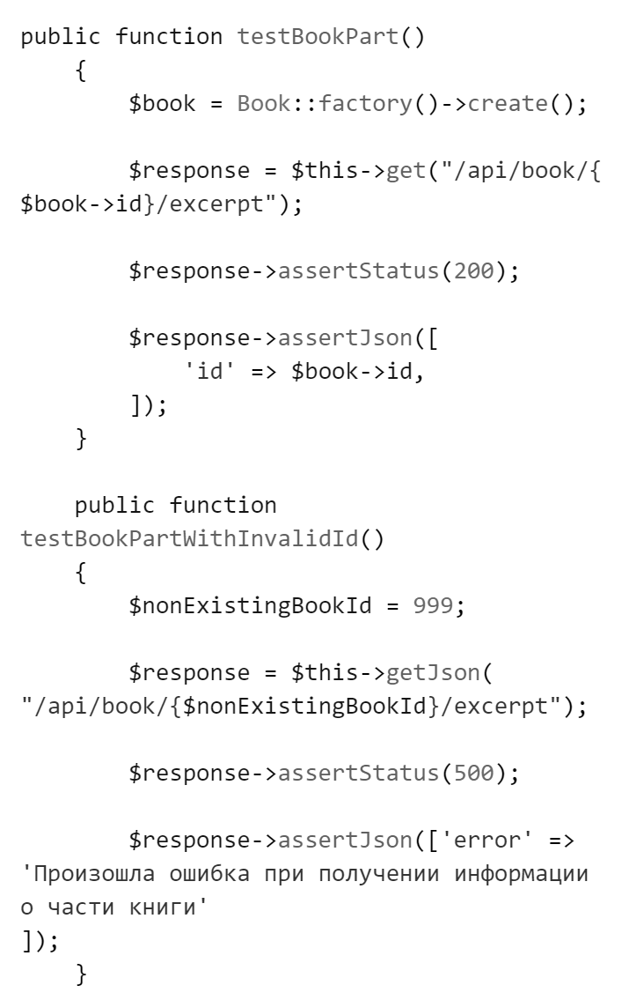 public function testBookPart()
    {
        $book = Book::factory()->create();

        $response = $this->get("/api/book/{
$book->id}/excerpt");

        $response->assertStatus(200);

        $response->assertJson([
            'id' => $book->id,
        ]);
    }

    public function
testBookPartWithInvalidId()
    {
        $nonExistingBookId = 999;

        $response = $this->getJson(
"/api/book/{$nonExistingBookId}/excerpt");

        $response->assertStatus(500);

        $response->assertJson(['error' =>
'Произошла ошибка при получении информации
о части книги'
]);
    }